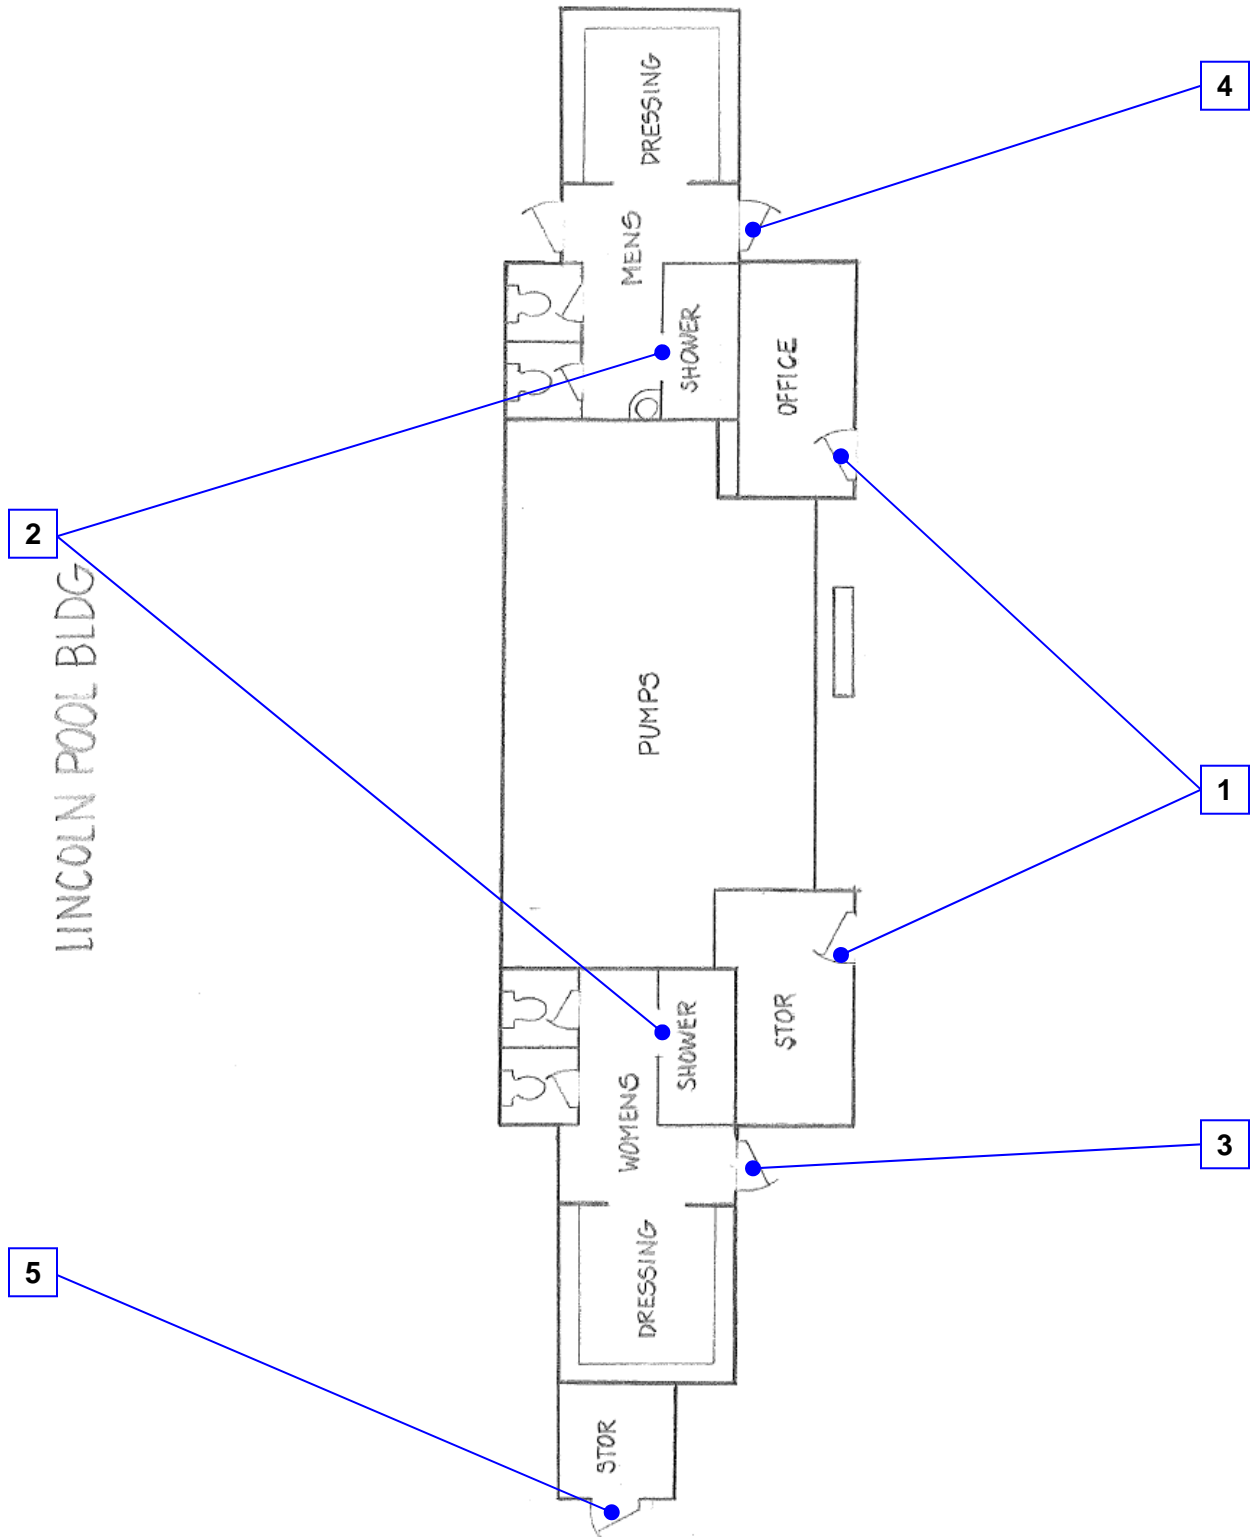 DRESSING
4
MENS
SHOWER
OFFICE
2
LINCOLN POOL BLDG
PUMPS
1
STOR
SHOWER
WOMENS
3
DRESSING
5
STOR